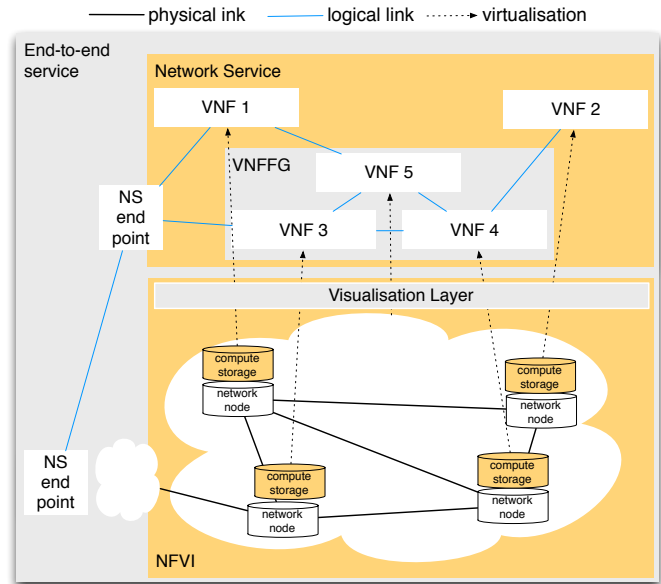 physical ink
logical link
virtualisation
End-to-end
service
Network Service
VNF 1
VNF 2
VNFFG
VNF 5
NS
end
point
VNF 3
VNF 4
Visualisation Layer
compute
storage
network
node
compute
storage
network
node
compute
storage
network
node
compute
storage
network
node
NS
end
point
NFVI